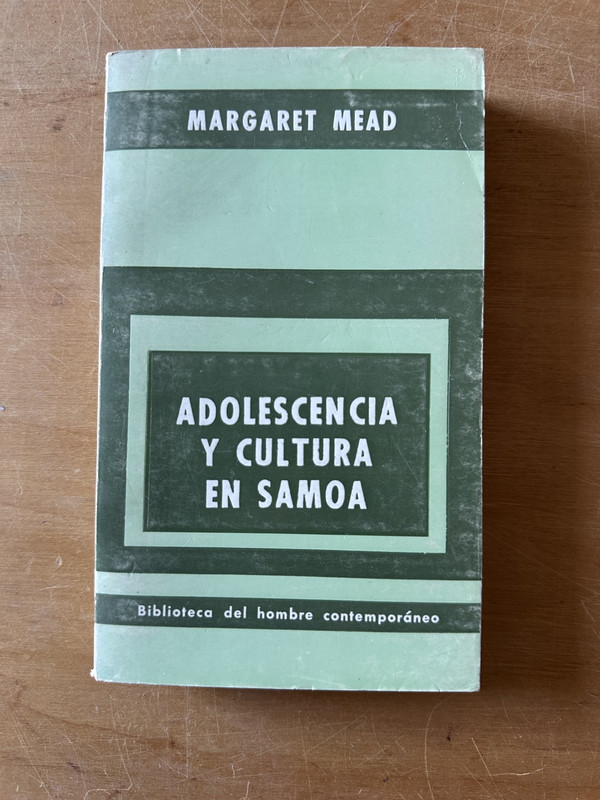 MARGARET MEAD
ADOLESCENCIA
Y CULTURA
EN SAMOA
Biblioteca del hombre contemporáneo